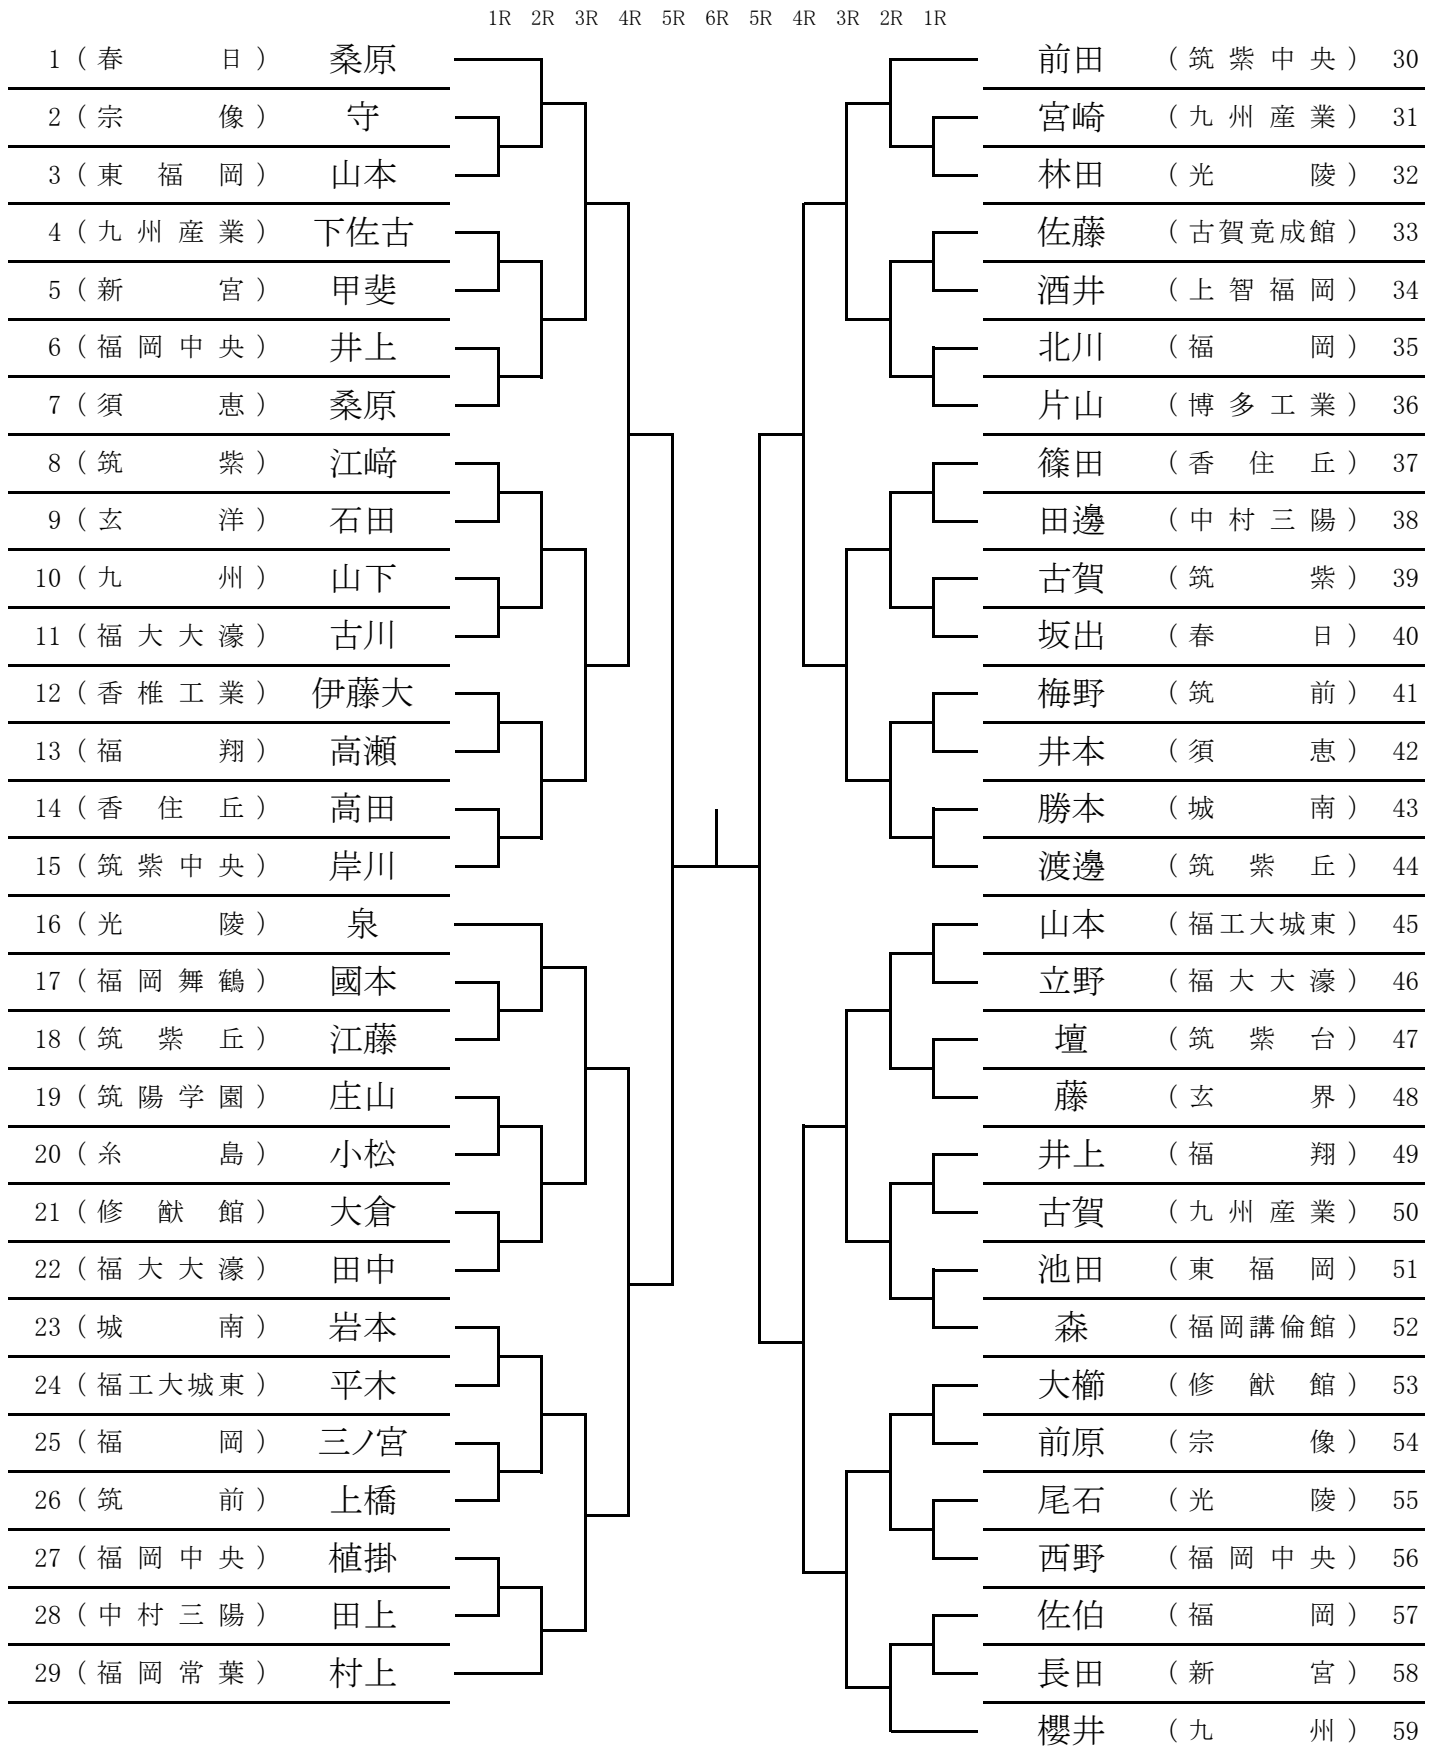 1R 2R 3R 4R 5R 6R 5R 4R 3R 2R 1R
1 (春日) 桑原
2 (宗像) 守
3 (東福岡) 山本
4 (九州産業) 下佐古
5 (新宮) 甲斐
6 (福岡中央) 井上
7 (須恵) 桑原
8 (筑紫) 江﨑
9 (玄洋) 石田
10 (九州) 山下
11 (福大大濠) 古川
12 (香椎工業) 伊藤大
13 (福翔) 高瀬
14 (香住丘) 高田
15 (筑紫中央) 岸川
16 (光陵) 泉
17 (福岡舞鶴) 國本
18 (筑紫丘) 江藤
19 (筑陽学園) 庄山
20 (糸島) 小松
21 (修猷館) 大倉
22 (福大大濠) 田中
23 (城南) 岩本
24 (福工大城東) 平木
25 (福岡) 三ノ宮
26 (筑前) 上橋
27 (福岡中央) 植掛
28 (中村三陽) 田上
29 (福岡常葉) 村上
前田 (筑紫中央) 30
宮崎 (九州産業) 31
林田 (光陵) 32
佐藤 (古賀竟成館) 33
酒井 (上智福岡) 34
北川 (福岡) 35
片山 (博多工業) 36
篠田 (香住丘) 37
田邊 (中村三陽) 38
古賀 (筑紫) 39
坂出 (春日) 40
梅野 (筑前) 41
井本 (須恵) 42
勝本 (城南) 43
渡邊 (筑紫丘) 44
山本 (福工大城東) 45
立野 (福大大濠) 46
壇 (筑紫台) 47
藤 (玄界) 48
井上 (福翔) 49
古賀 (九州産業) 50
池田 (東福岡) 51
森 (福岡講倫館) 52
大櫛 (修猷館) 53
前原 (宗像) 54
尾石 (光陵) 55
西野 (福岡中央) 56
佐伯 (福岡) 57
長田 (新宮) 58
櫻井 (九州) 59